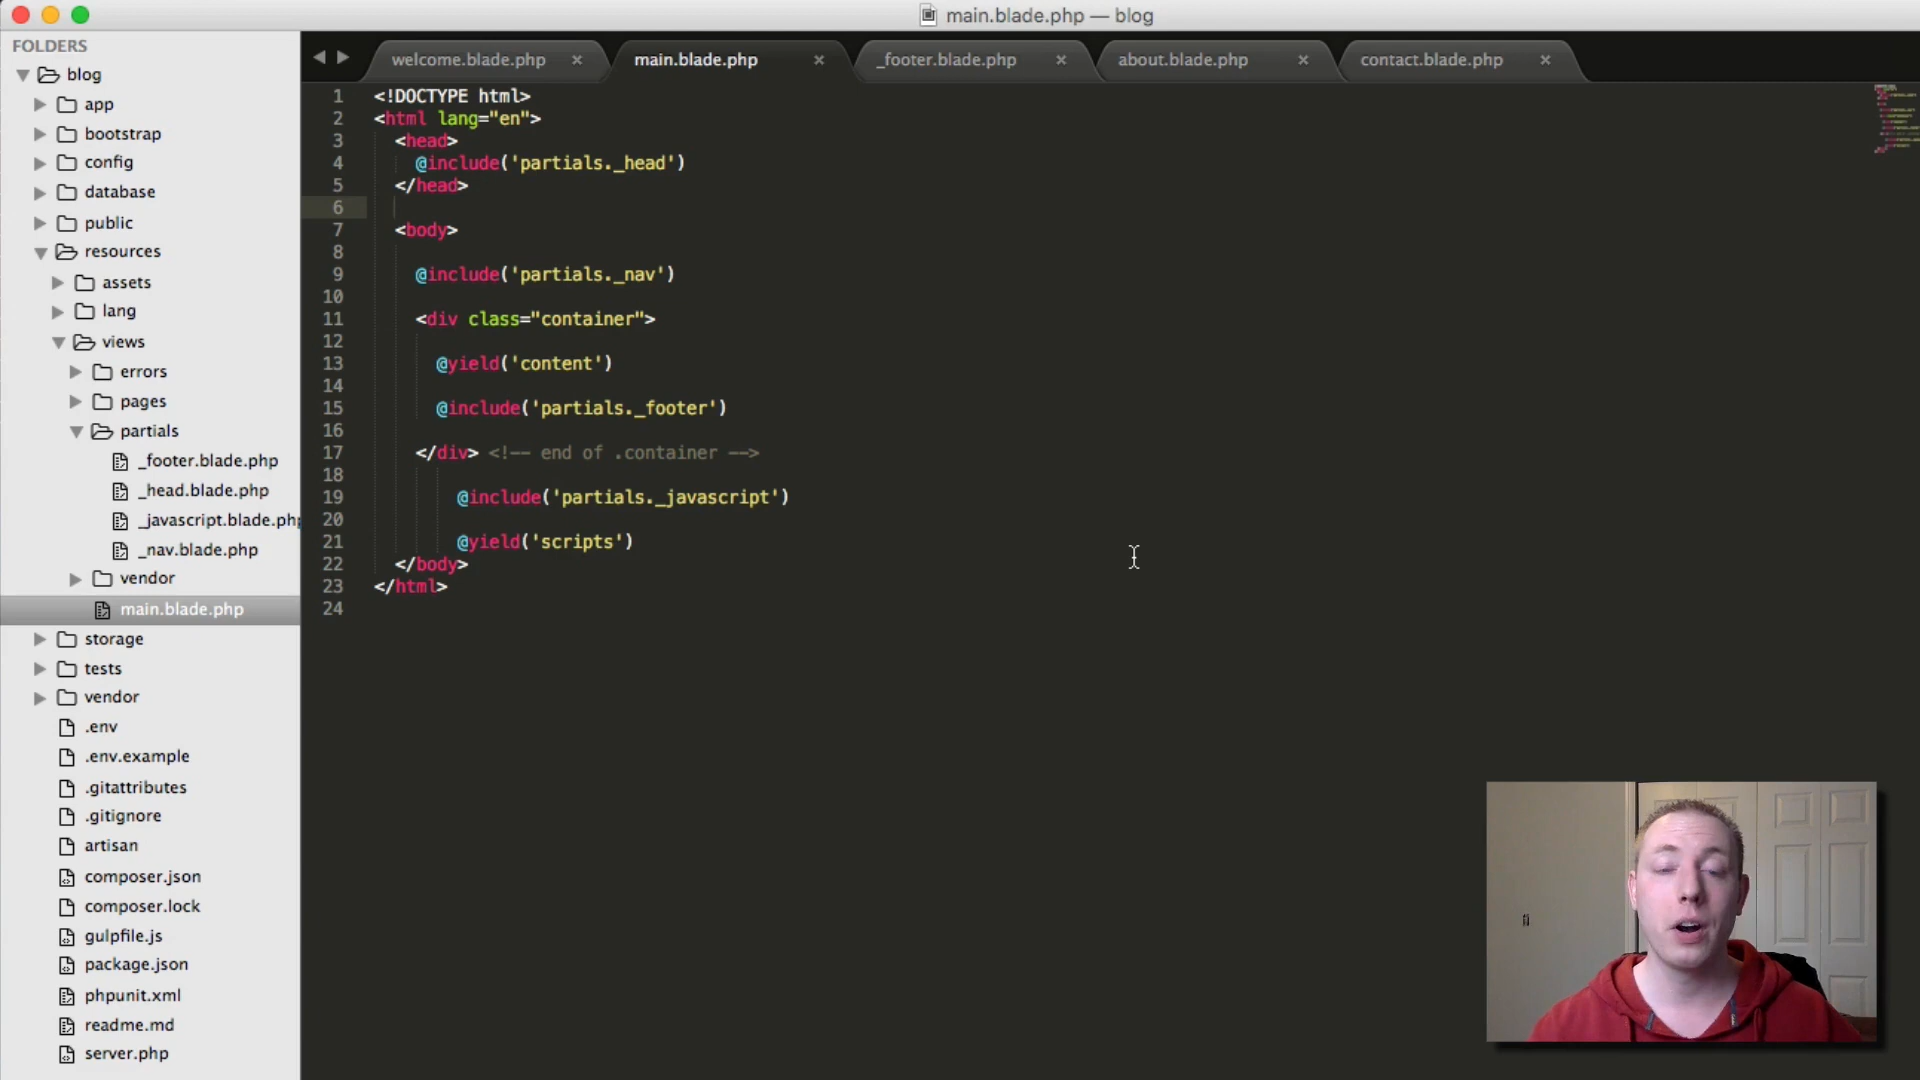 main.blade.php — blog
FOLDERS
blog
app
bootstrap
config
database
public
resources
assets
lang
views
errors
pages
partials
_footer.blade.php
_head.blade.php
_javascript.blade.php
_nav.blade.php
vendor
main.blade.php
storage
tests
vendor
.env
.env.example
.gitattributes
.gitignore
artisan
composer.json
composer.lock
gulpfile.js
package.json
phpunit.xml
readme.md
server.php
welcome.blade.php × main.blade.php × _footer.blade.php × about.blade.php × contact.blade.php ×
1 <!DOCTYPE html>
2 <html lang="en">
3 <head>
4 @include('partials._head')
5 </head>
6
7 <body>
8
9 @include('partials._nav')
10
11 <div class="container">
12
13 @yield('content')
14
15 @include('partials._footer')
16
17 </div> <!-- end of .container -->
18
19 @include('partials._javascript')
20
21 @yield('scripts')
22 </body>
23 </html>
24